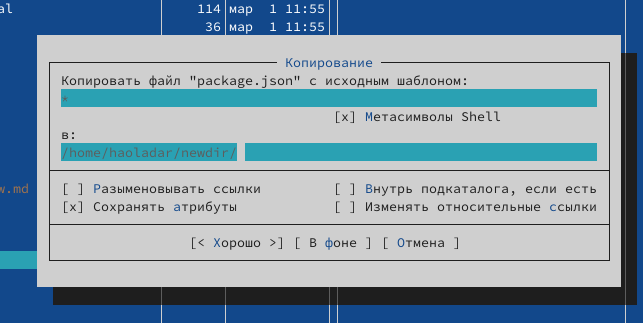 al 114 мар 1 11:55
36 мар 1 11:55
Копирование
Копировать файл "package.json" с исходным шаблоном:
*
[x] Метасимволы Shell
в:
/home/haoladar/newdir/
w.md
[ ] Разыменовывать ссылки [ ] Внутрь подкаталога, если есть
[x] Сохранять атрибуты [ ] Изменять относительные ссылки
[< Хорошо >] [ В фоне ] [ Отмена ]